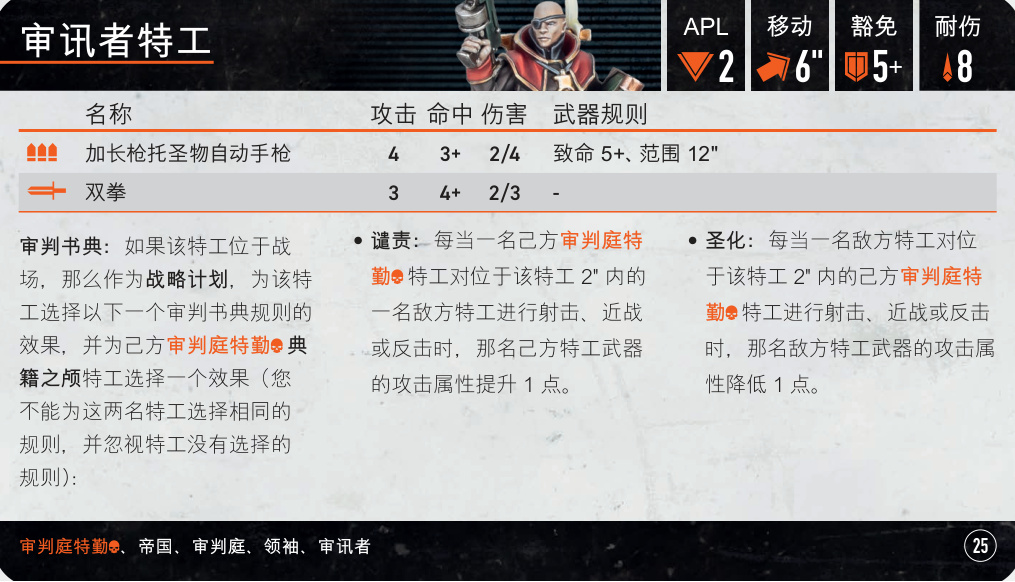 审讯者特工
APL 2
移动 6"
豁免 5+
耐伤 8
名称 攻击 命中 伤害 武器规则
加长枪托圣物自动手枪 4 3+ 2/4 致命 5+、范围 12"
双拳 3 4+ 2/3 -
审判书典：如果该特工位于战
场，那么作为战略计划，为该特
工选择以下一个审判书典规则的
效果，并为己方审判庭特勤典
籍之颅特工选择一个效果（您
不能为这两名特工选择相同的
规则，并忽视特工没有选择的
规则）：
• 谴责：每当一名己方审判庭特
勤特工对位于该特工 2" 内的
一名敌方特工进行射击、近战
或反击时，那名己方特工武器
的攻击属性提升 1 点。
• 圣化：每当一名敌方特工对位
于该特工 2" 内的己方审判庭特
勤特工进行射击、近战或反击
时，那名敌方特工武器的攻击属
性降低 1 点。
审判庭特勤、帝国、审判庭、领袖、审讯者
25